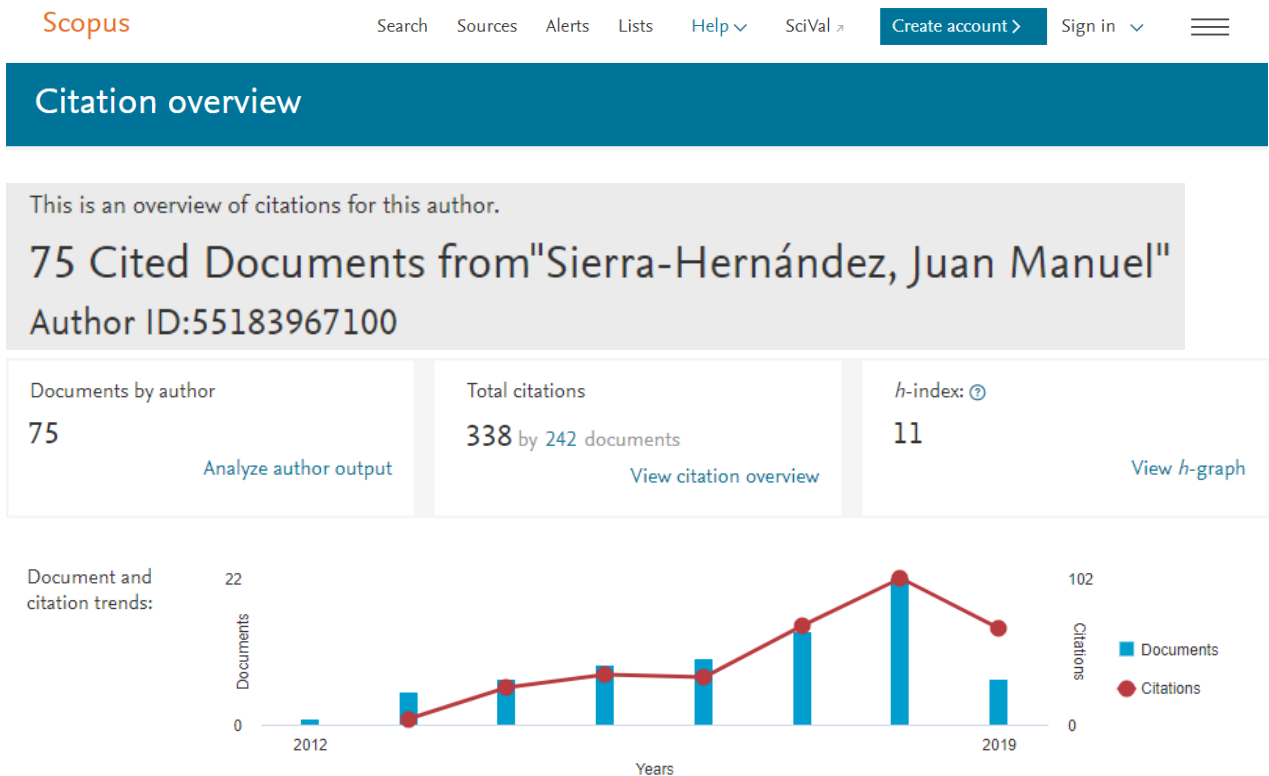 Scopus
Search Sources Alerts Lists Help SciVal Create account Sign in
Citation overview
This is an overview of citations for this author.
75 Cited Documents from"Sierra-Hernández, Juan Manuel"
Author ID:55183967100
Documents by author
75
Analyze author output
Total citations
338 by 242 documents
View citation overview
h-index:
11
View h-graph
Document and
citation trends:
22
Documents
0
2012
2019
Years
102
Citations
0
Documents
Citations